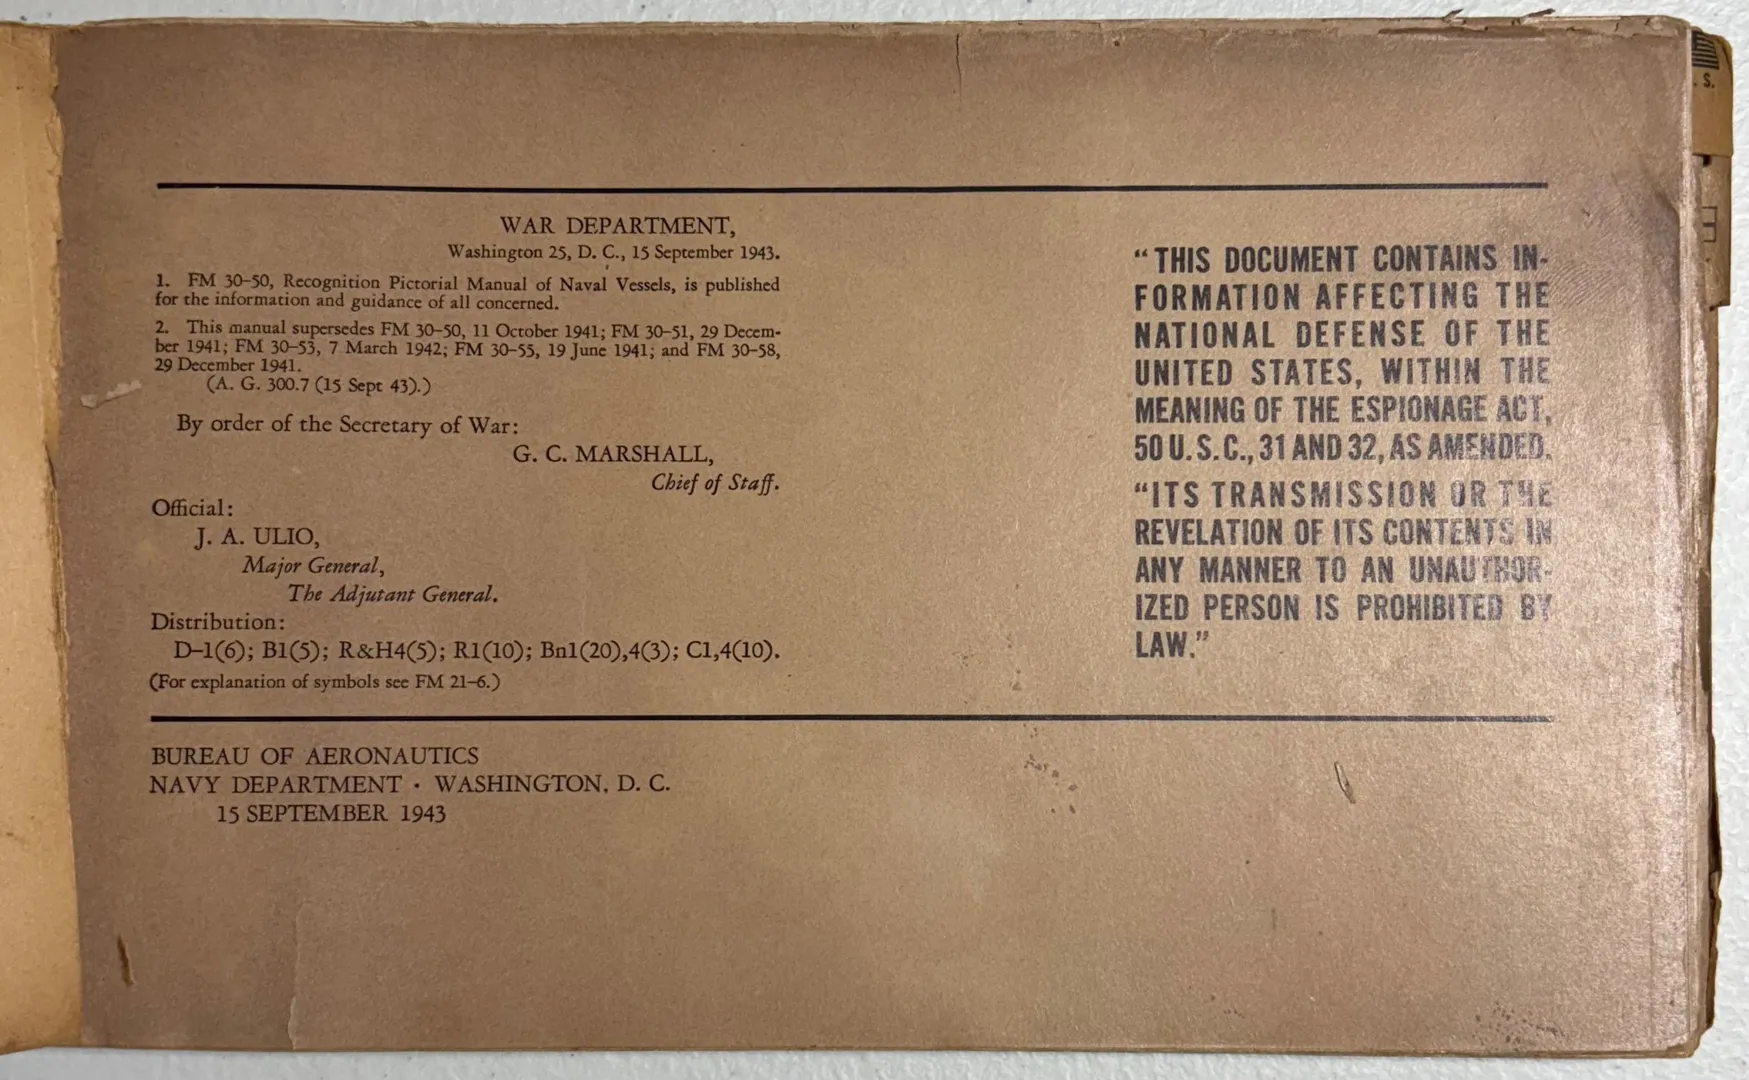 WAR DEPARTMENT,
Washington 25, D. C., 15 September 1943.
1. FM 30–50, Recognition Pictorial Manual of Naval Vessels, is published
for the information and guidance of all concerned.
2. This manual supersedes FM 30–50, 11 October 1941; FM 30–51, 29 Decem-
ber 1941; FM 30–53, 7 March 1942; FM 30–55, 19 June 1941; and FM 30–58,
29 December 1941.
(A. G. 300.7 (15 Sept 43).)
By order of the Secretary of War:
G. C. MARSHALL,
Chief of Staff.
Official:
J. A. ULIO,
Major General,
The Adjutant General.
Distribution:
D–1(6); B1(5); R&H4(5); R1(10); Bn1(20),4(3); C1,4(10).
(For explanation of symbols see FM 21–6.)
"THIS DOCUMENT CONTAINS IN-
FORMATION AFFECTING THE
NATIONAL DEFENSE OF THE
UNITED STATES, WITHIN THE
MEANING OF THE ESPIONAGE ACT,
50 U.S.C., 31 AND 32, AS AMENDED.
"ITS TRANSMISSION OR THE
REVELATION OF ITS CONTENTS IN
ANY MANNER TO AN UNAUTHOR-
IZED PERSON IS PROHIBITED BY
LAW."
BUREAU OF AERONAUTICS
NAVY DEPARTMENT · WASHINGTON, D. C.
15 SEPTEMBER 1943
. S.